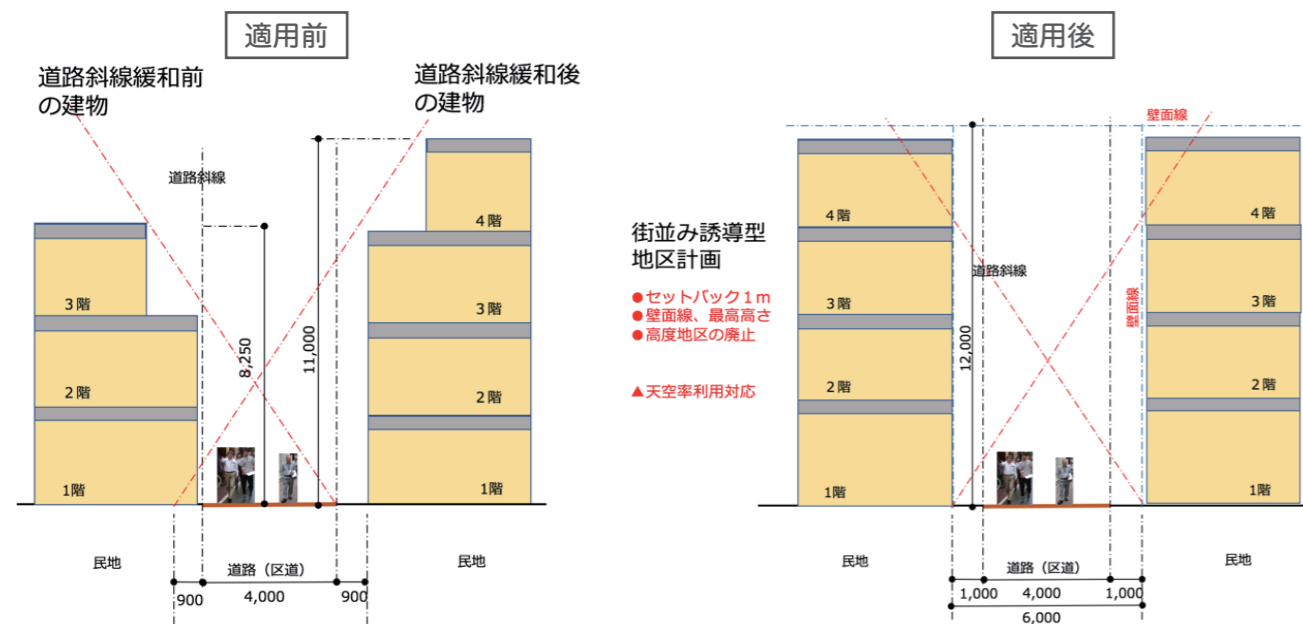 適用前
道路斜線緩和前
の建物
道路斜線緩和後
の建物
道路斜線
8,250
11,000
3階
2階
1階
4階
3階
2階
1階
民地
民地
道路（区道）
900
4,000
900
適用後
街並み誘導型
地区計画
●セットバック１ｍ
●壁面線、最高高さ
●高度地区の廃止
▲天空率利用対応
壁面線
道路斜線
壁面線
12,000
4階
3階
2階
1階
4階
3階
2階
1階
民地
民地
道路（区道）
1,000
4,000
1,000
6,000